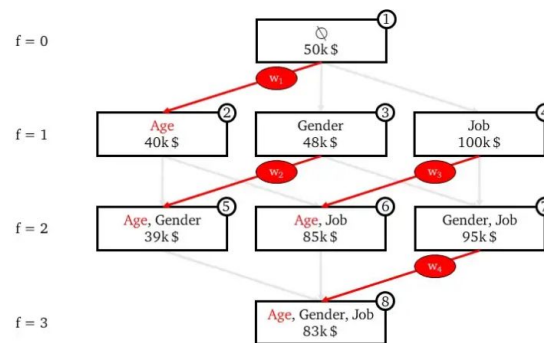 f = 0
1
∅
50k $
w₁
f = 1
2
Age
40k $
3
Gender
48k $
4
Job
100k $
w₂
w₃
f = 2
5
Age, Gender
39k $
6
Age, Job
85k $
7
Gender, Job
95k $
w₄
f = 3
8
Age, Gender, Job
83k $